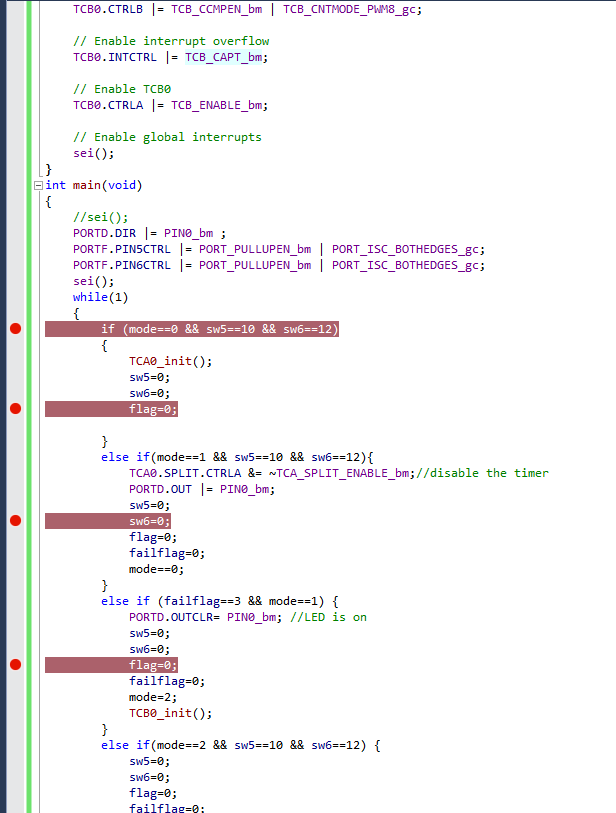 TCB0.CTRLB |= TCB_CCMPEN_bm | TCB_CNTMODE_PWM8_gc;
// Enable interrupt overflow
TCB0.INTCTRL |= TCB_CAPT_bm;
// Enable TCB0
TCB0.CTRLA |= TCB_ENABLE_bm;
// Enable global interrupts
sei();
}
int main(void)
{
//sei();
PORTD.DIR |= PIN0_bm ;
PORTF.PIN5CTRL |= PORT_PULLUPEN_bm | PORT_ISC_BOTHEDGES_gc;
PORTF.PIN6CTRL |= PORT_PULLUPEN_bm | PORT_ISC_BOTHEDGES_gc;
sei();
while(1)
{
if (mode==0 && sw5==10 && sw6==12)
{
TCA0_init();
sw5=0;
sw6=0;
flag=0;
}
else if(mode==1 && sw5==10 && sw6==12){
TCA0.SPLIT.CTRLA &= ~TCA_SPLIT_ENABLE_bm;//disable the timer
PORTD.OUT |= PIN0_bm;
sw5=0;
sw6=0;
flag=0;
failflag=0;
mode==0;
}
else if (failflag==3 && mode==1) {
PORTD.OUTCLR= PIN0_bm; //LED is on
sw5=0;
sw6=0;
flag=0;
failflag=0;
mode=2;
TCB0_init();
}
else if(mode==2 && sw5==10 && sw6==12) {
sw5=0;
sw6=0;
flag=0;
failflag=0;